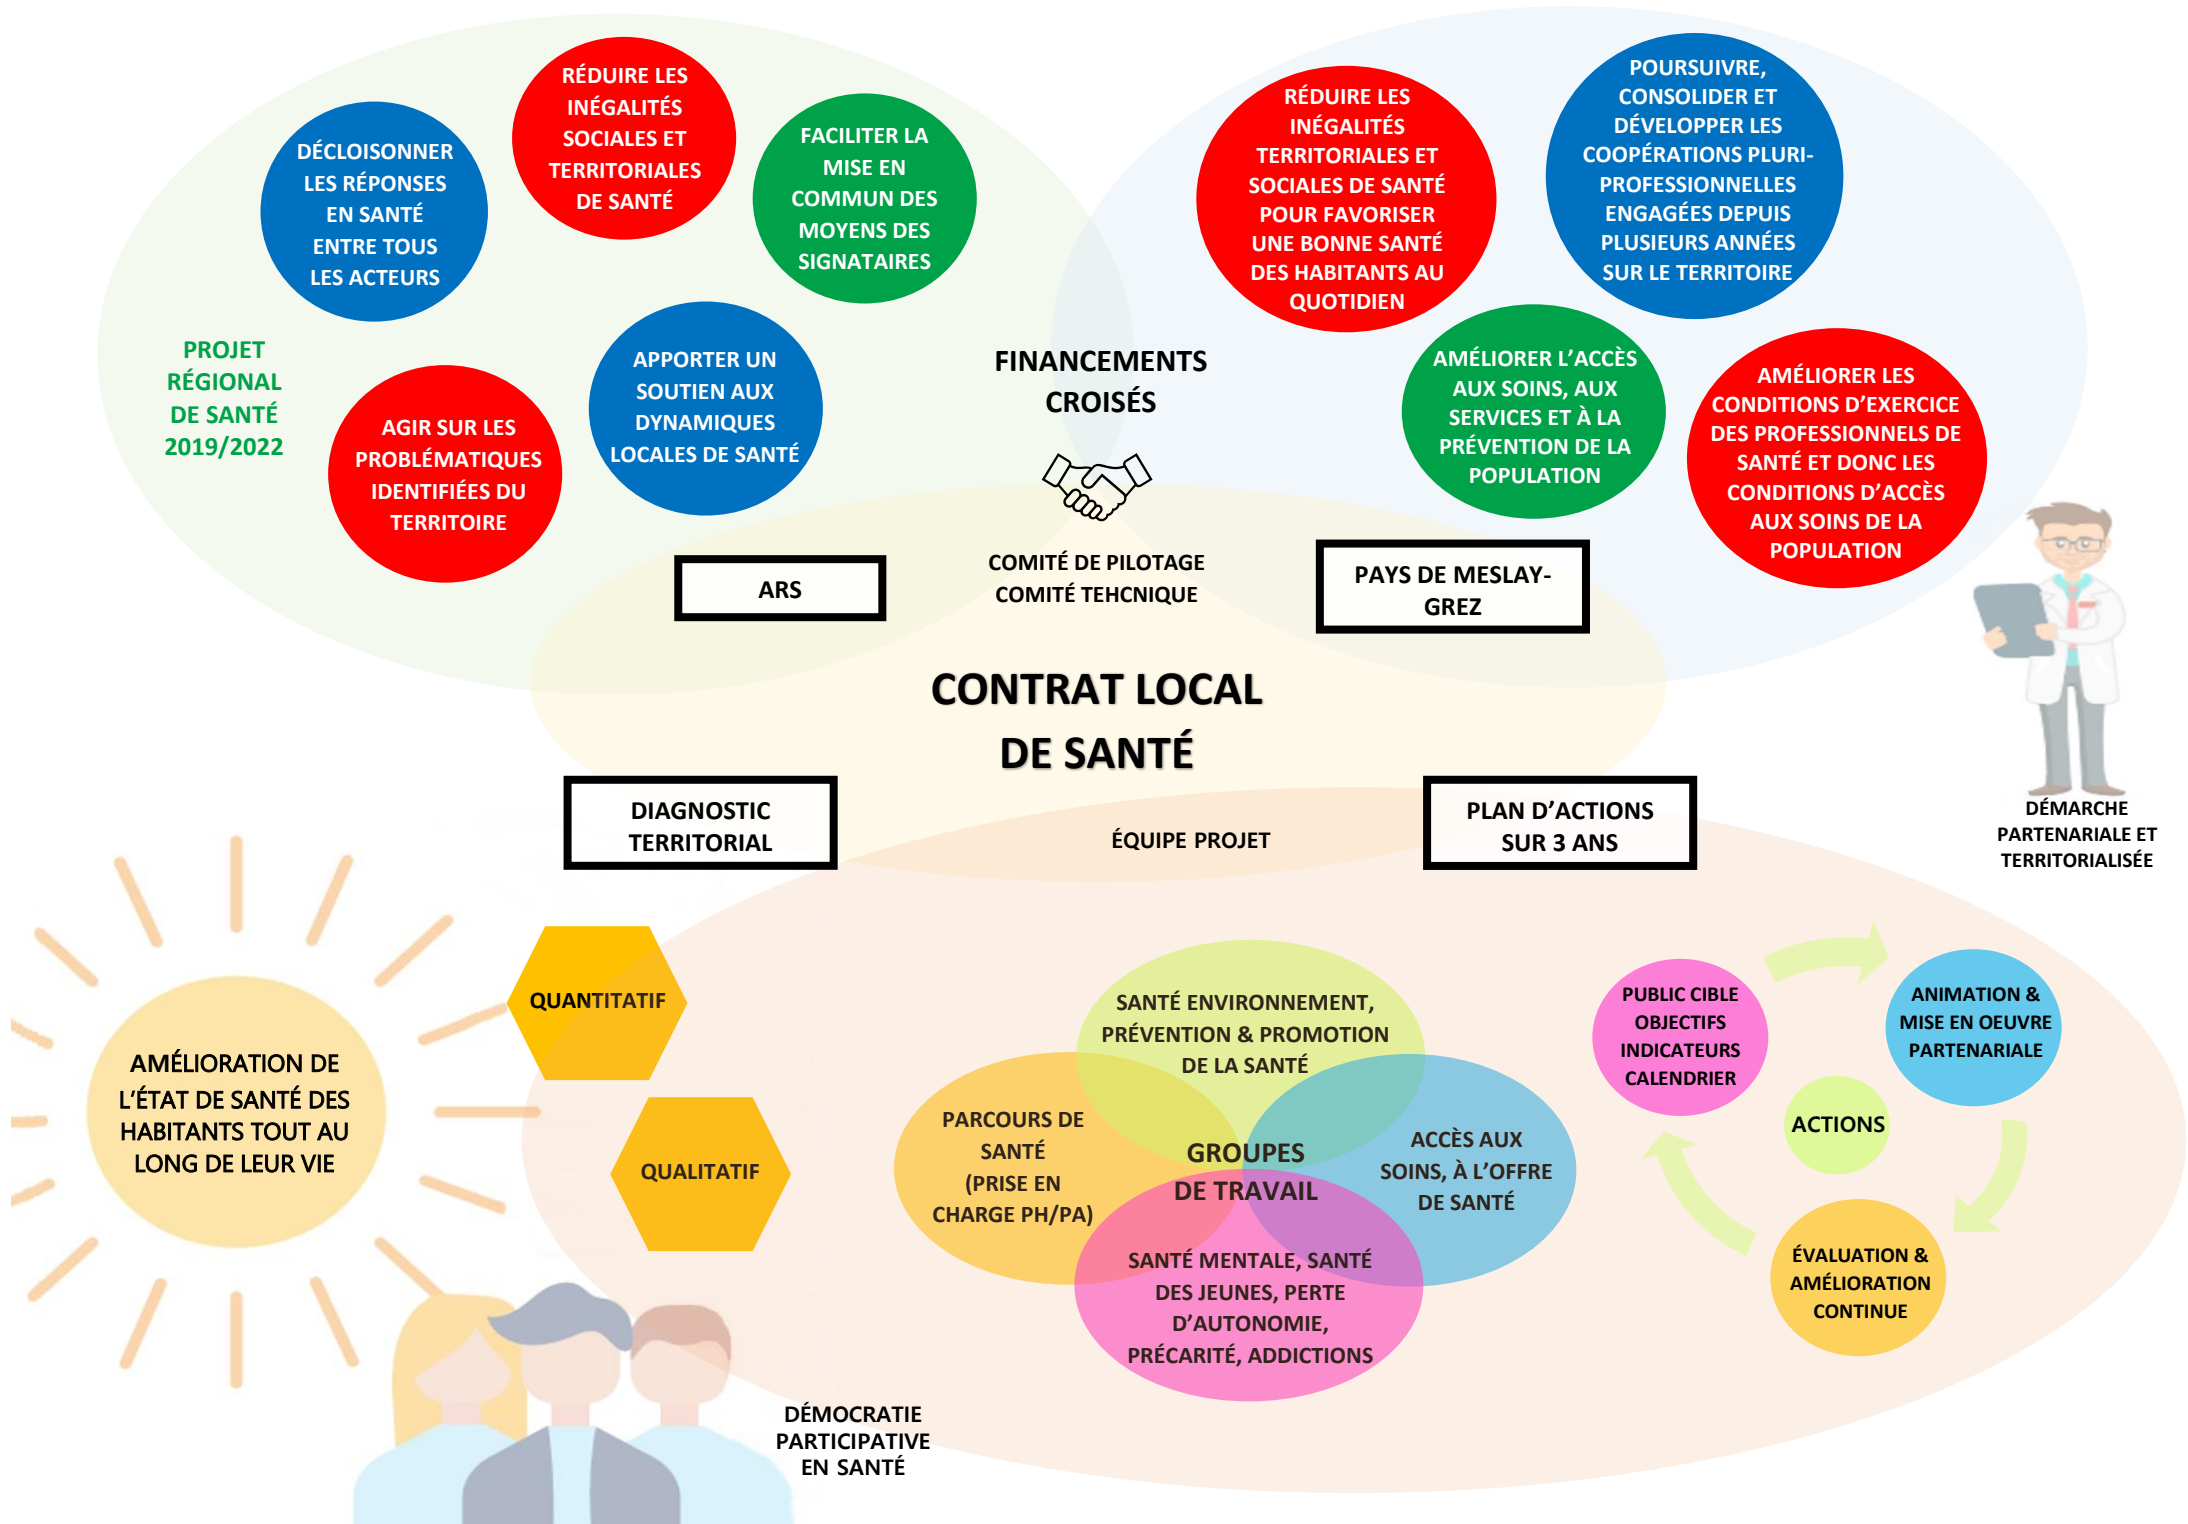 PROJET
RÉGIONAL
DE SANTÉ
2019/2022
DÉCLOISONNER
LES RÉPONSES
EN SANTÉ
ENTRE TOUS
LES ACTEURS
RÉDUIRE LES
INÉGALITÉS
SOCIALES ET
TERRITORIALES
DE SANTÉ
FACILITER LA
MISE EN
COMMUN DES
MOYENS DES
SIGNATAIRES
AGIR SUR LES
PROBLÉMATIQUES
IDENTIFIÉES DU
TERRITOIRE
APPORTER UN
SOUTIEN AUX
DYNAMIQUES
LOCALES DE SANTÉ
ARS
FINANCEMENTS
CROISÉS
COMITÉ DE PILOTAGE
COMITÉ TEHCNIQUE
RÉDUIRE LES
INÉGALITÉS
TERRITORIALES ET
SOCIALES DE SANTÉ
POUR FAVORISER
UNE BONNE SANTÉ
DES HABITANTS AU
QUOTIDIEN
POURSUIVRE,
CONSOLIDER ET
DÉVELOPPER LES
COOPÉRATIONS PLURI-
PROFESSIONNELLES
ENGAGÉES DEPUIS
PLUSIEURS ANNÉES
SUR LE TERRITOIRE
AMÉLIORER L’ACCÈS
AUX SOINS, AUX
SERVICES ET À LA
PRÉVENTION DE LA
POPULATION
AMÉLIORER LES
CONDITIONS D’EXERCICE
DES PROFESSIONNELS DE
SANTÉ ET DONC LES
CONDITIONS D’ACCÈS
AUX SOINS DE LA
POPULATION
PAYS DE MESLAY-
GREZ
CONTRAT LOCAL
DE SANTÉ
DIAGNOSTIC
TERRITORIAL
ÉQUIPE PROJET
PLAN D’ACTIONS
SUR 3 ANS
DÉMARCHE
PARTENARIALE ET
TERRITORIALISÉE
AMÉLIORATION DE
L’ÉTAT DE SANTÉ DES
HABITANTS TOUT AU
LONG DE LEUR VIE
QUANTITATIF
QUALITATIF
SANTÉ ENVIRONNEMENT,
PRÉVENTION & PROMOTION
DE LA SANTÉ
PARCOURS DE
SANTÉ
(PRISE EN
CHARGE PH/PA)
GROUPES
DE TRAVAIL
ACCÈS AUX
SOINS, À L’OFFRE
DE SANTÉ
SANTÉ MENTALE, SANTÉ
DES JEUNES, PERTE
D’AUTONOMIE,
PRÉCARITÉ, ADDICTIONS
PUBLIC CIBLE
OBJECTIFS
INDICATEURS
CALENDRIER
ANIMATION &
MISE EN OEUVRE
PARTENARIALE
ACTIONS
ÉVALUATION &
AMÉLIORATION
CONTINUE
DÉMOCRATIE
PARTICIPATIVE
EN SANTÉ